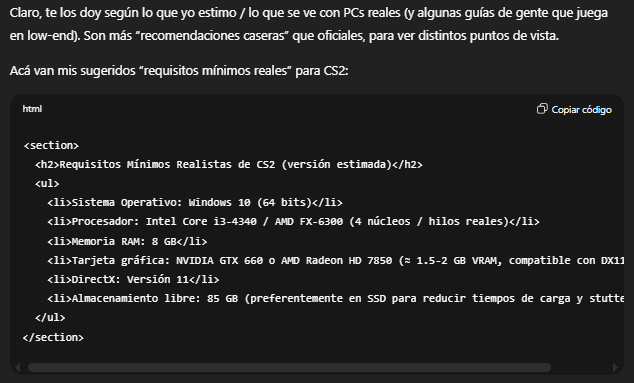 Claro, te los doy según lo que yo estimo / lo que se ve con PCs reales (y algunas guías de gente que juega
en low-end). Son más “recomendaciones caseras” que oficiales, para ver distintos puntos de vista.
Acá van mis sugeridos “requisitos mínimos reales” para CS2:
html
Copiar código
<section>
<h2>Requisitos Mínimos Realistas de CS2 (versión estimada)</h2>
<ul>
<li>Sistema Operativo: Windows 10 (64 bits)</li>
<li>Procesador: Intel Core i3-4340 / AMD FX-6300 (4 núcleos / hilos reales)</li>
<li>Memoria RAM: 8 GB</li>
<li>Tarjeta gráfica: NVIDIA GTX 660 o AMD Radeon HD 7850 (≈ 1.5-2 GB VRAM, compatible con DX11
<li>DirectX: Versión 11</li>
<li>Almacenamiento libre: 85 GB (preferentemente en SSD para reducir tiempos de carga y stutte
</ul>
</section>